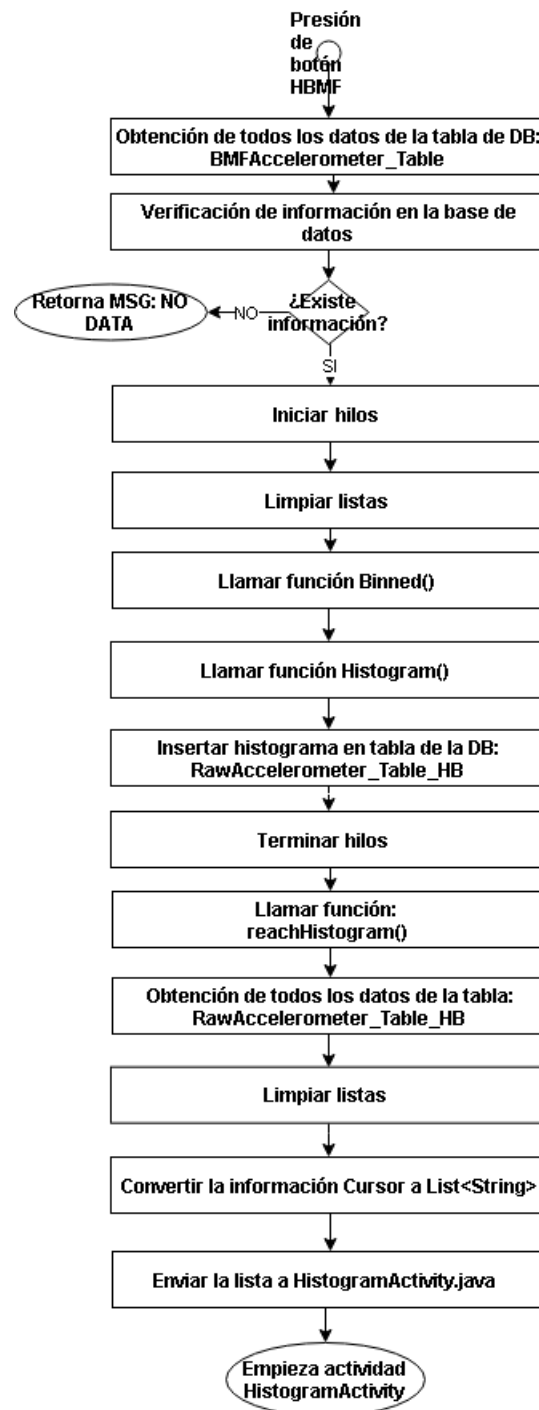 Presión
de
botón
HBMF
Obtención de todos los datos de la tabla de DB:
BMFAccelerometer_Table
Verificación de información en la base de
datos
¿Existe
información?
NO
Retorna MSG: NO
DATA
SI
Iniciar hilos
Limpiar listas
Llamar función Binned()
Llamar función Histogram()
Insertar histograma en tabla de la DB:
RawAccelerometer_Table_HB
Terminar hilos
Llamar función:
reachHistogram()
Obtención de todos los datos de la tabla:
RawAccelerometer_Table_HB
Limpiar listas
Convertir la información Cursor a List<String>
Enviar la lista a HistogramActivity.java
Empieza actividad
HistogramActivity